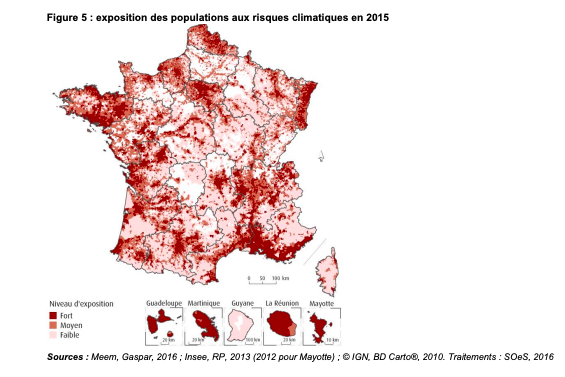 Figure 5 : exposition des populations aux risques climatiques en 2015
0 50 100 km
Niveau d'exposition
Fort
Moyen
Faible
Guadeloupe Martinique Guyane La Réunion Mayotte
20 km 20 km 100 km 20 km 10 km
Sources : Meem, Gaspar, 2016 ; Insee, RP, 2013 (2012 pour Mayotte) ; © IGN, BD Carto®, 2010. Traitements : SOeS, 2016